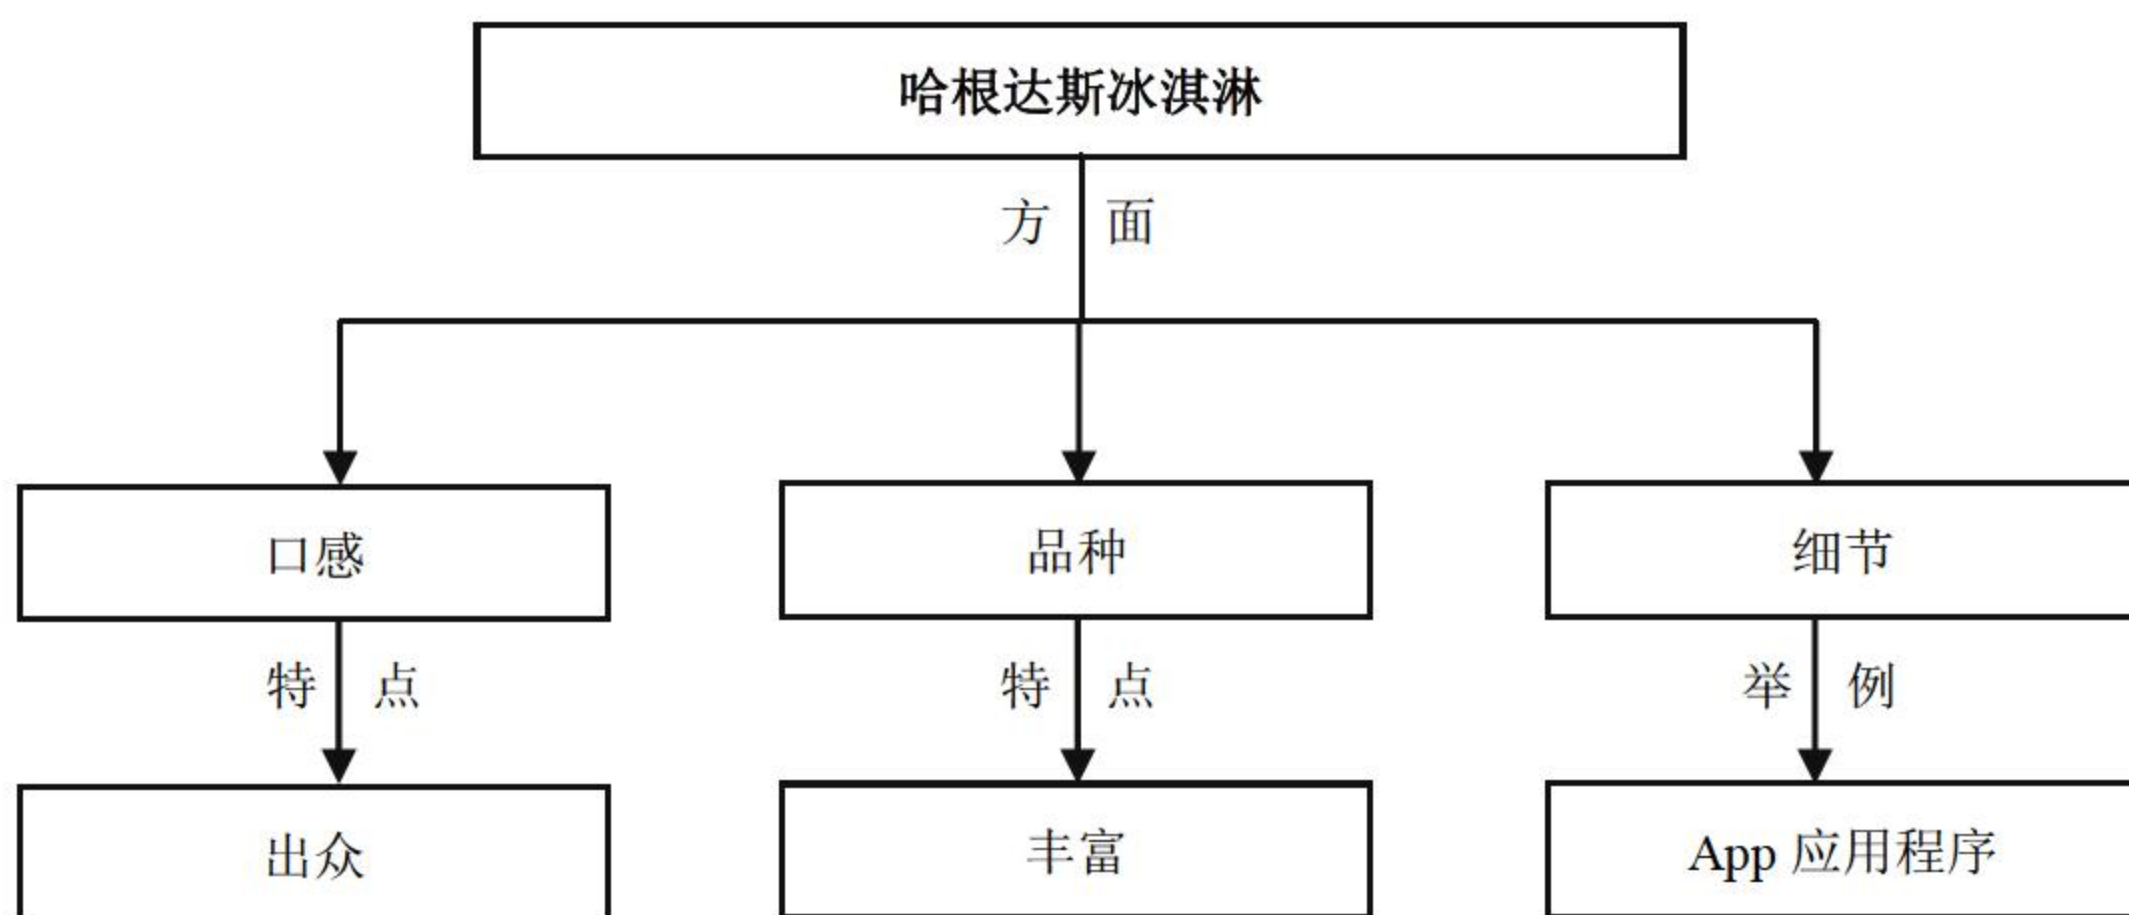 哈根达斯冰淇淋
方 面
口感 品种 细节
特 点 特 点 举 例
出众 丰富 App 应用程序